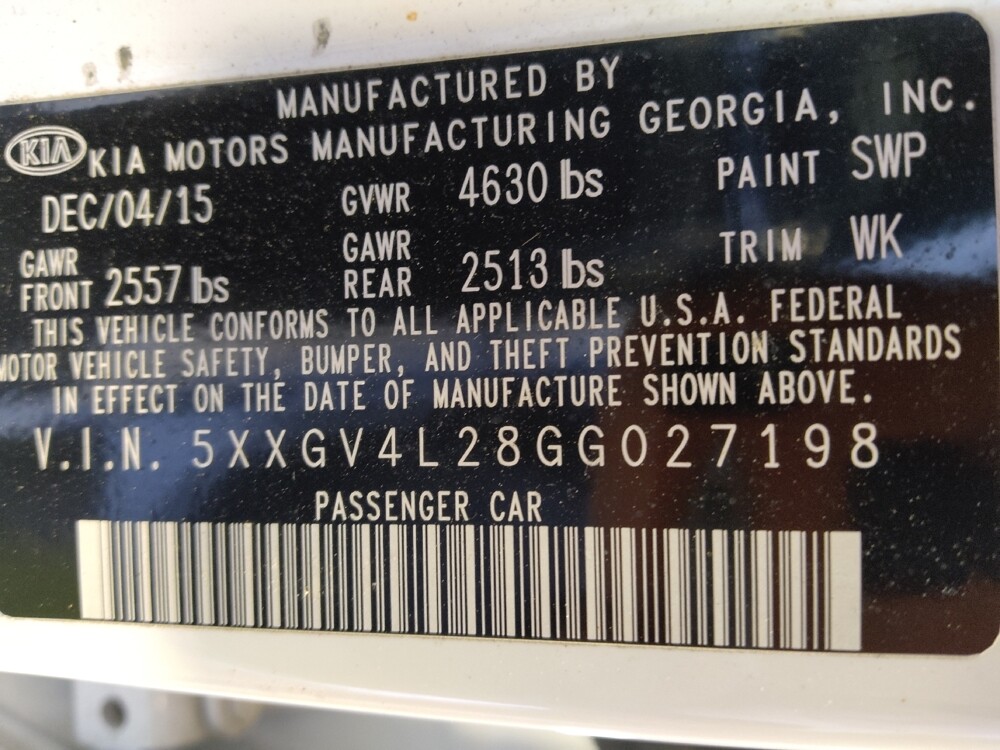 MANUFACTURED BY
KIA KIA MOTORS MANUFACTURING GEORGIA, INC.
DEC/04/15 GVWR 4630 lbs PAINT SWP
GAWR FRONT 2557 lbs GAWR REAR 2513 lbs TRIM WK
THIS VEHICLE CONFORMS TO ALL APPLICABLE U.S.A. FEDERAL
MOTOR VEHICLE SAFETY, BUMPER, AND THEFT PREVENTION STANDARDS
IN EFFECT ON THE DATE OF MANUFACTURE SHOWN ABOVE.
V.I.N. 5XXGV4L28GG027198
PASSENGER CAR